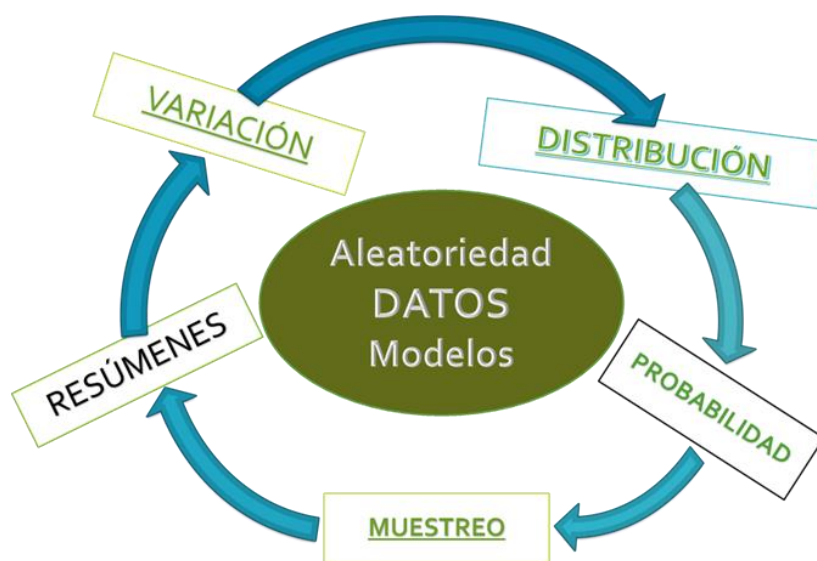 VARIACIÓN
DISTRIBUCIÓN
Aleatoriedad
DATOS
Modelos
PROBABILIDAD
MUESTREO
RESÚMENES